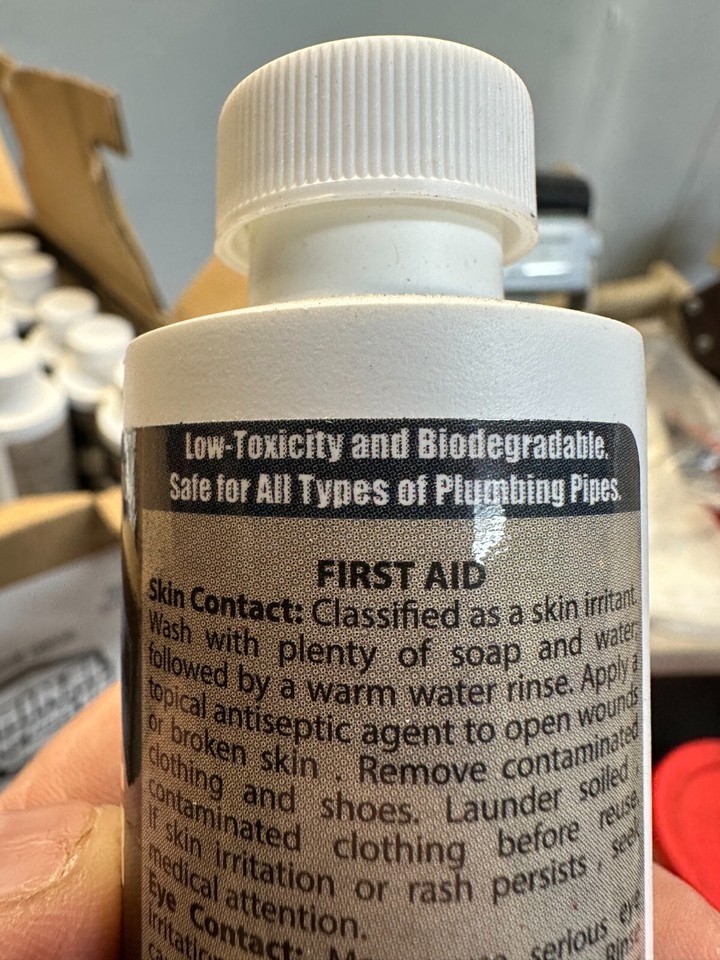 Low-Toxicity and Biodegradable.
Safe for All Types of Plumbing Pipes.
FIRST AID
Skin Contact: Classified as a skin irritant.
Wash with plenty of soap and water,
followed by a warm water rinse. Apply a
topical antiseptic agent to open wounds
or broken skin . Remove contaminated
clothing and shoes. Launder soiled ,
contaminated clothing before reuse.
If skin irritation or rash persists , seek
medical attention.
Eye Contact: serious eye